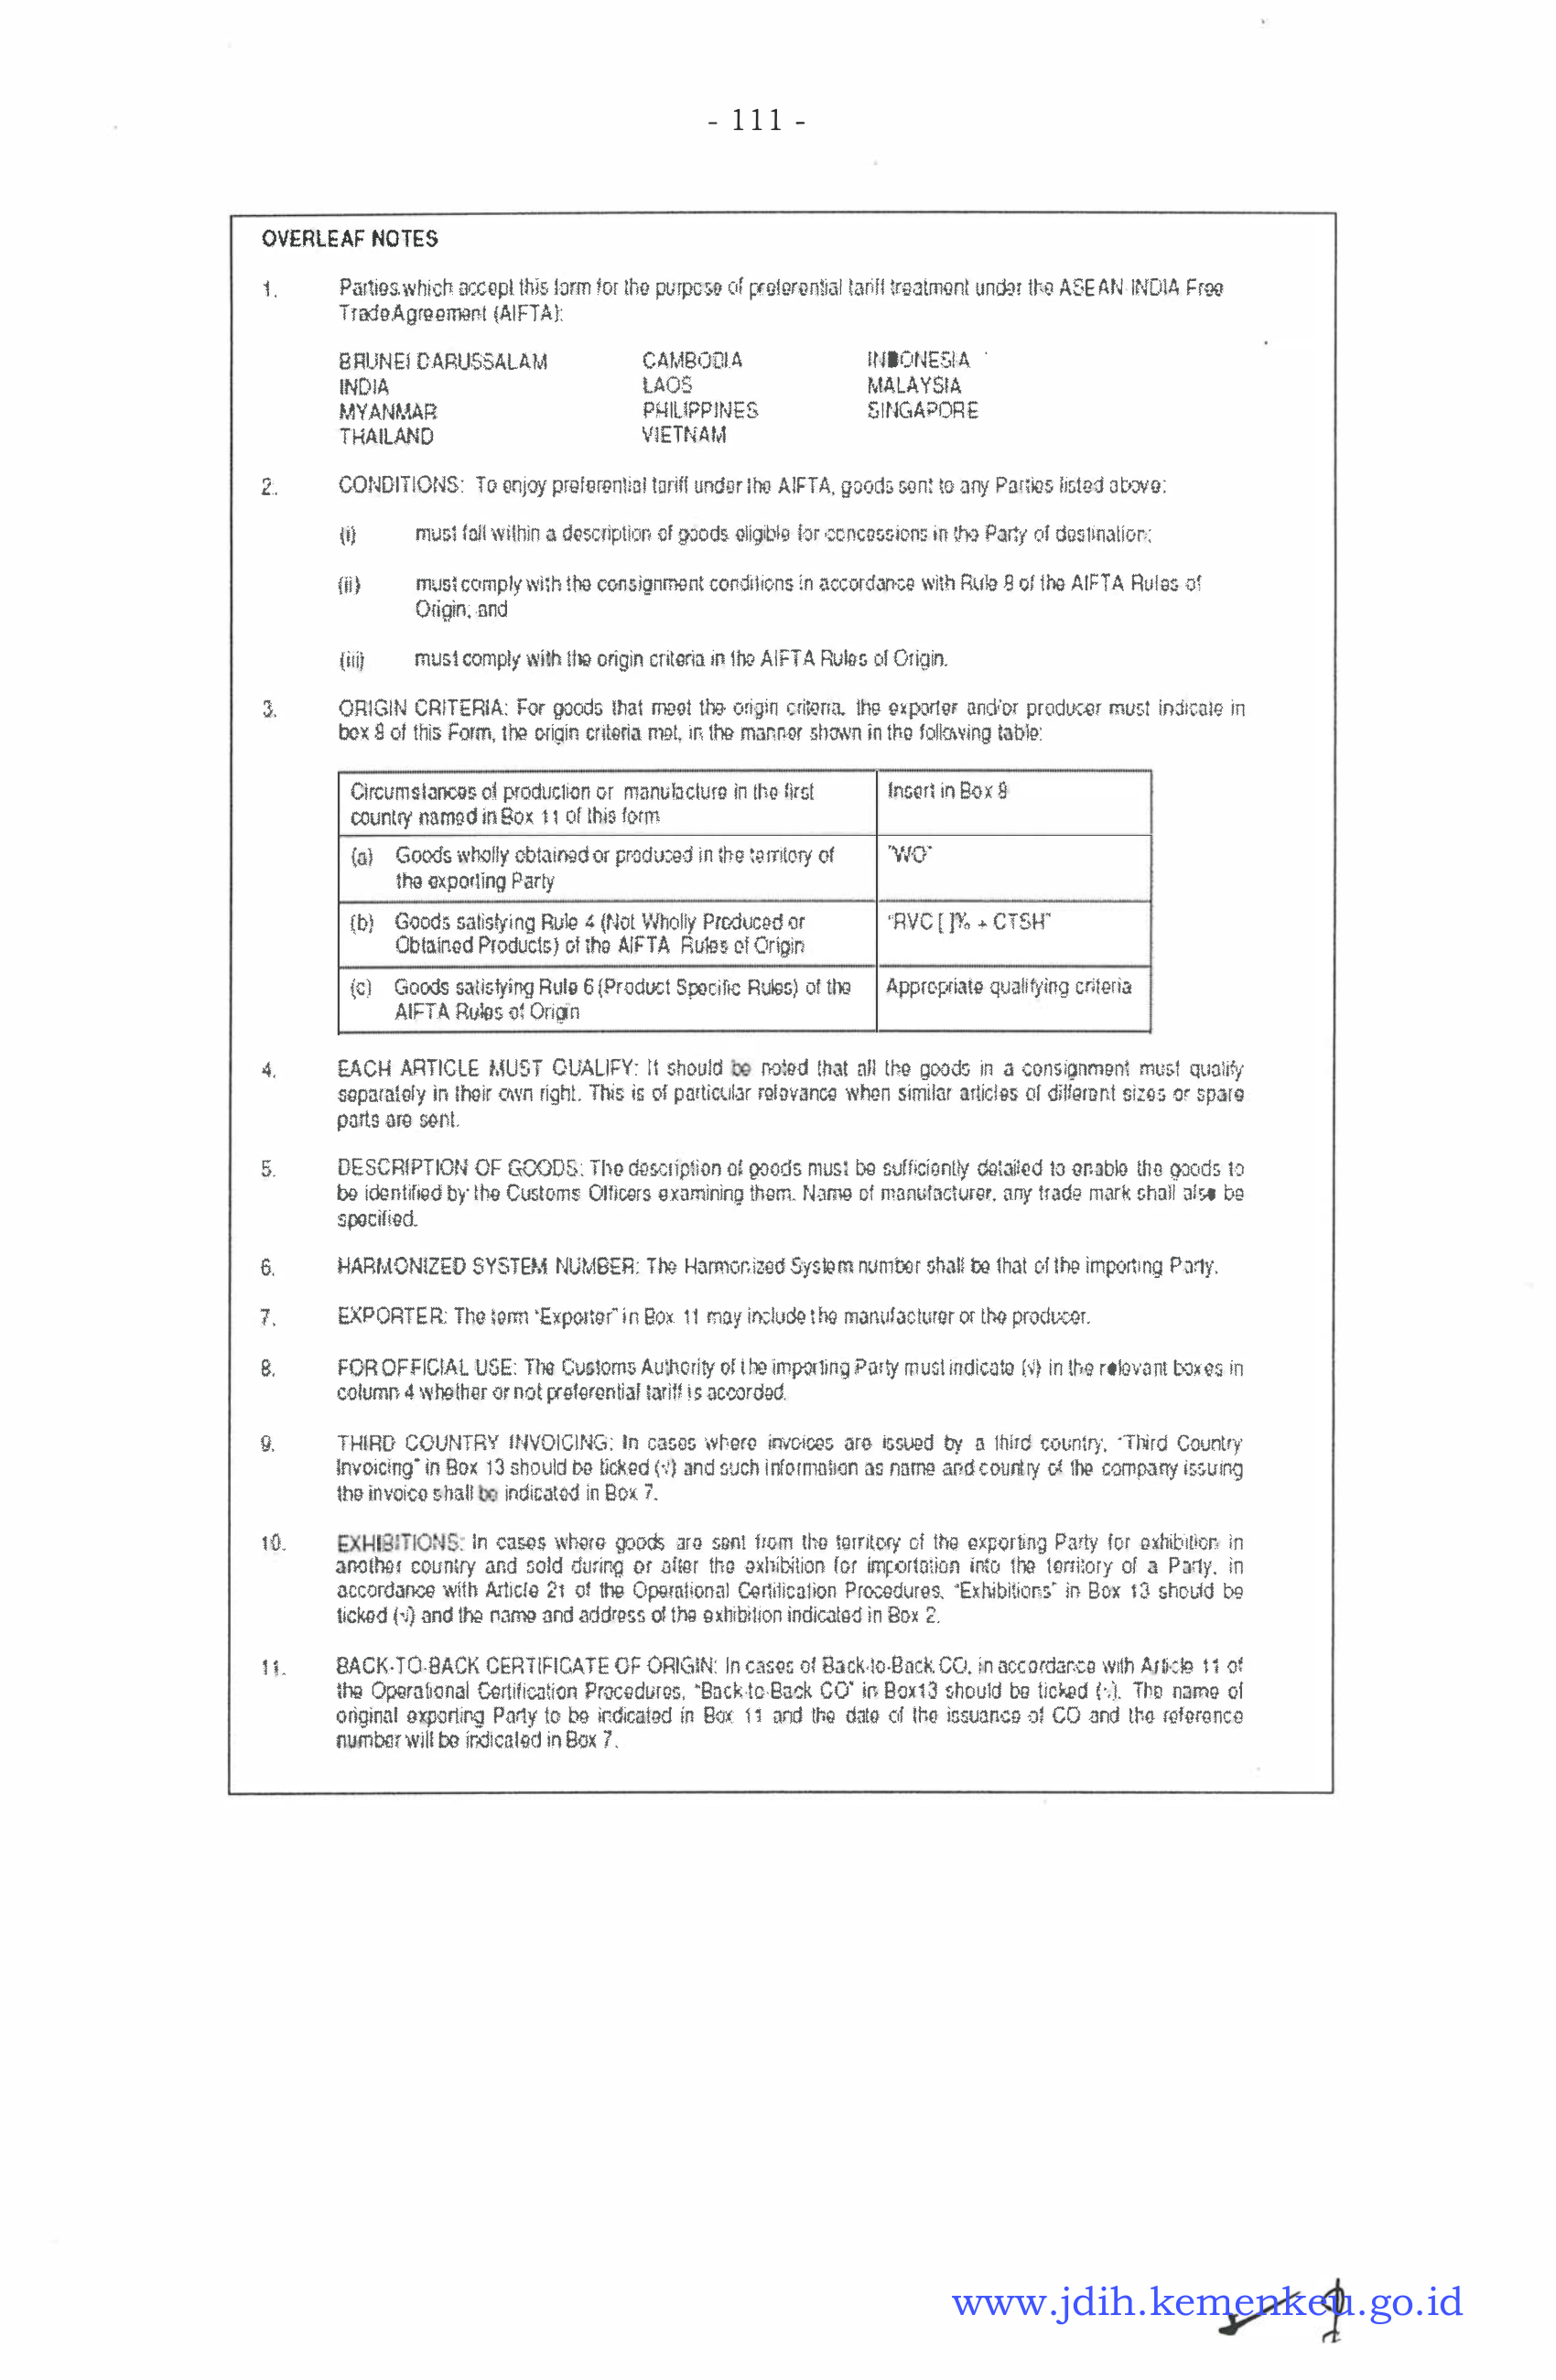 - 111 -
OVERLEAF NOTES
1. Parties which accept this form for the purpose of preferential tariff treatment under the ASEAN-INDIA Free
Trade Agreement (AIFTA):
BRUNEI DARUSSALAM CAMBODIA INDONESIA
INDIA LAOS MALAYSIA
MYANMAR PHILIPPINES SINGAPORE
THAILAND VIETNAM
2. CONDITIONS: To enjoy preferential tariff under the AIFTA, goods sent to any Parties listed above:
(i) must fall within a description of goods eligible for concessions in the Party of destination;
(ii) must comply with the consignment conditions in accordance with Rule 8 of the AIFTA Rules of
Origin; and
(iii) must comply with the origin criteria in the AIFTA Rules of Origin.
3. ORIGIN CRITERIA: For goods that meet the origin criteria, the exporter and/or producer must indicate in
box 8 of this Form, the origin criteria met, in the manner shown in the following table:
Circumstances of production or manufacture in the first Insert in Box 8
country named in Box 11 of this form
(a) Goods wholly obtained or produced in the territory of "WO"
the exporting Party
(b) Goods satisfying Rule 4 (Not Wholly Produced or "RVC [ ]% + CTSH"
Obtained Products) of the AIFTA Rules of Origin
(c) Goods satisfying Rule 6 (Product Specific Rules) of the Appropriate qualifying criteria
AIFTA Rules of Origin
4. EACH ARTICLE MUST QUALIFY: It should be noted that all the goods in a consignment must qualify
separately in their own right. This is of particular relevance when similar articles of different sizes or spare
parts are sent.
5. DESCRIPTION OF GOODS: The description of goods must be sufficiently detailed to enable the goods to
be identified by the Customs Officers examining them. Name of manufacturer, any trade mark shall also be
specified.
6. HARMONIZED SYSTEM NUMBER: The Harmonized System number shall be that of the importing Party.
7. EXPORTER: The term "Exporter" in Box 11 may include the manufacturer or the producer.
8. FOR OFFICIAL USE: The Customs Authority of the importing Party must indicate (√) in the relevant boxes in
column 4 whether or not preferential tariff is accorded.
9. THIRD COUNTRY INVOICING: In cases where invoices are issued by a third country, "Third Country
Invoicing" in Box 13 should be ticked (√) and such information as name and country of the company issuing
the invoice shall be indicated in Box 7.
10. EXHIBITIONS: In cases where goods are sent from the territory of the exporting Party for exhibition in
another country and sold during or after the exhibition for importation into the territory of a Party, in
accordance with Article 21 of the Operational Certification Procedures, "Exhibitions" in Box 13 should be
ticked (√) and the name and address of the exhibition indicated in Box 2.
11. BACK-TO-BACK CERTIFICATE OF ORIGIN: In cases of Back-to-Back CO, in accordance with Article 11 of
the Operational Certification Procedures, "Back-to-Back CO" in Box13 should be ticked (√). The name of
original exporting Party to be indicated in Box 11 and the date of the issuance of CO and the reference
number will be indicated in Box 7.
www.jdih.kemenkeu.go.id